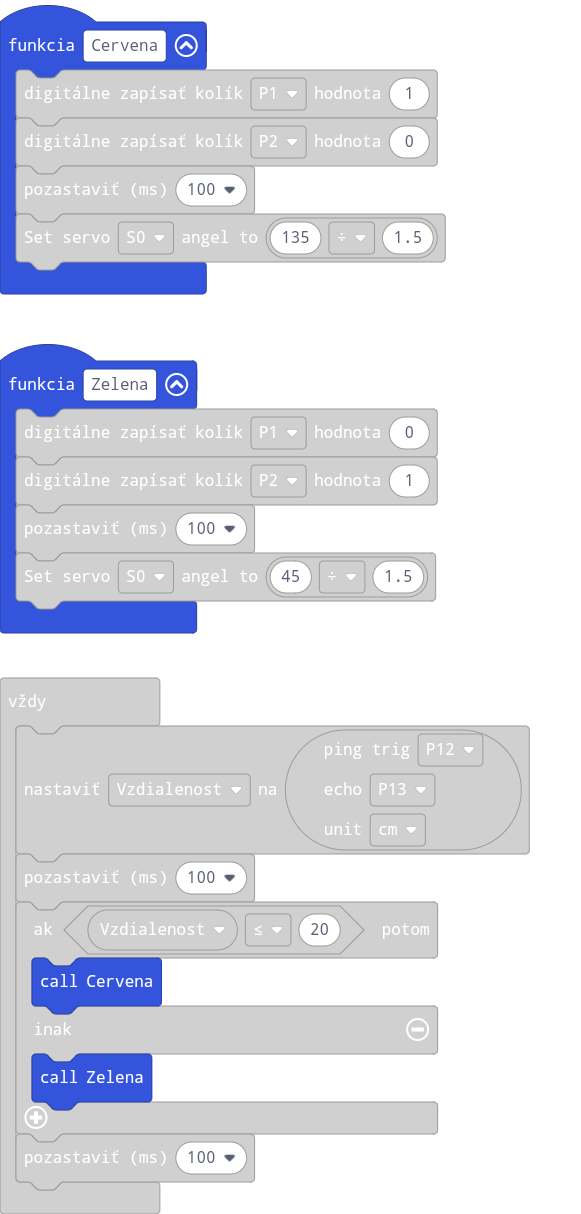 funkcia Cervena
digitálne zapísať kolík P1 hodnota 1
digitálne zapísať kolík P2 hodnota 0
pozastaviť (ms) 100
Set servo S0 angel to 135 ÷ 1.5
funkcia Zelena
digitálne zapísať kolík P1 hodnota 0
digitálne zapísať kolík P2 hodnota 1
pozastaviť (ms) 100
Set servo S0 angel to 45 ÷ 1.5
vždy
nastaviť Vzdialenost na ping trig P12
echo P13
unit cm
pozastaviť (ms) 100
ak Vzdialenost ≤ 20 potom
call Cervena
inak
call Zelena
pozastaviť (ms) 100